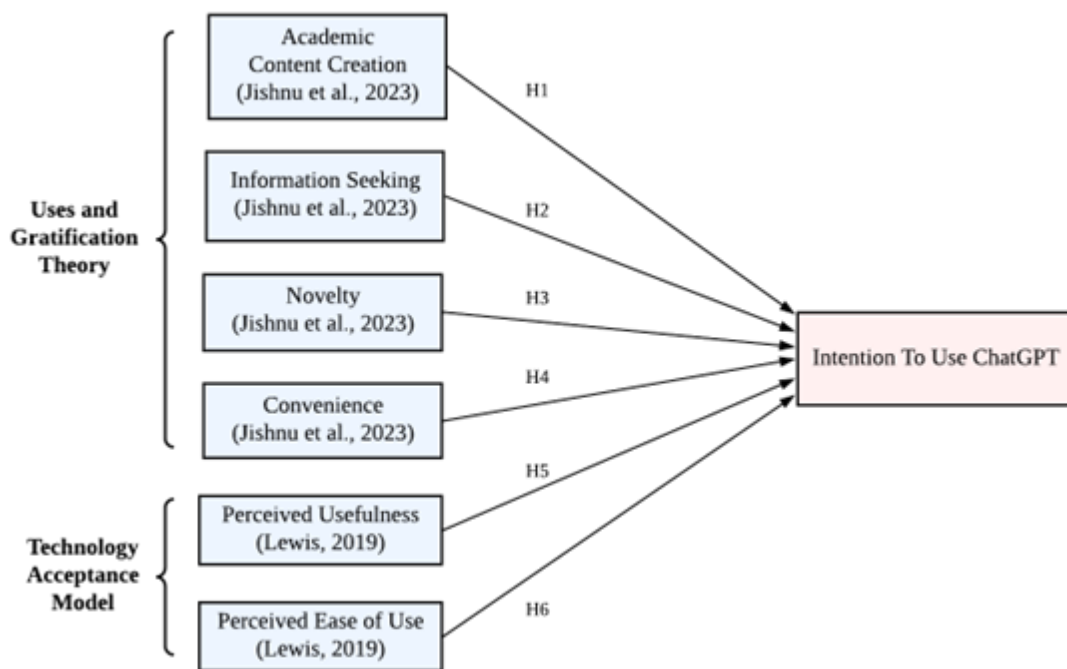 Academic
Content Creation
(Jishnu et al., 2023)
H1
Information Seeking
(Jishnu et al., 2023)
H2
Uses and
Gratification
Theory
Novelty
(Jishnu et al., 2023)
H3
Intention To Use ChatGPT
H4
Convenience
(Jishnu et al., 2023)
H5
Perceived Usefulness
(Lewis, 2019)
Technology
Acceptance
Model
H6
Perceived Ease of Use
(Lewis, 2019)